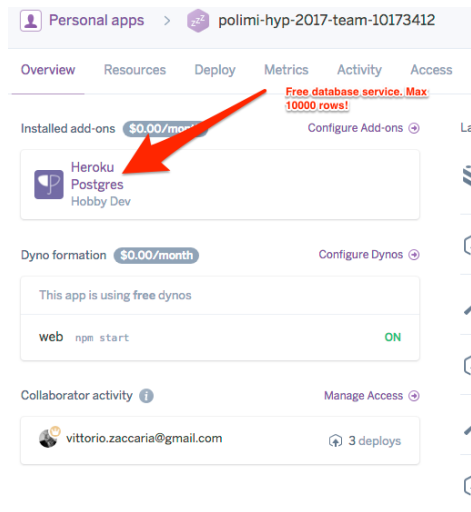 Personal apps > zzz polimi-hyp-2017-team-10173412
Overview Resources Deploy Metrics Activity Access
Free database service. Max
10000 rows!
Installed add-ons $0.00/month Configure Add-ons
La
Heroku
Postgres
Hobby Dev
Dyno formation $0.00/month Configure Dynos
This app is using free dynos
web npm start ON
Collaborator activity i Manage Access
vittorio.zaccaria@gmail.com 3 deploys